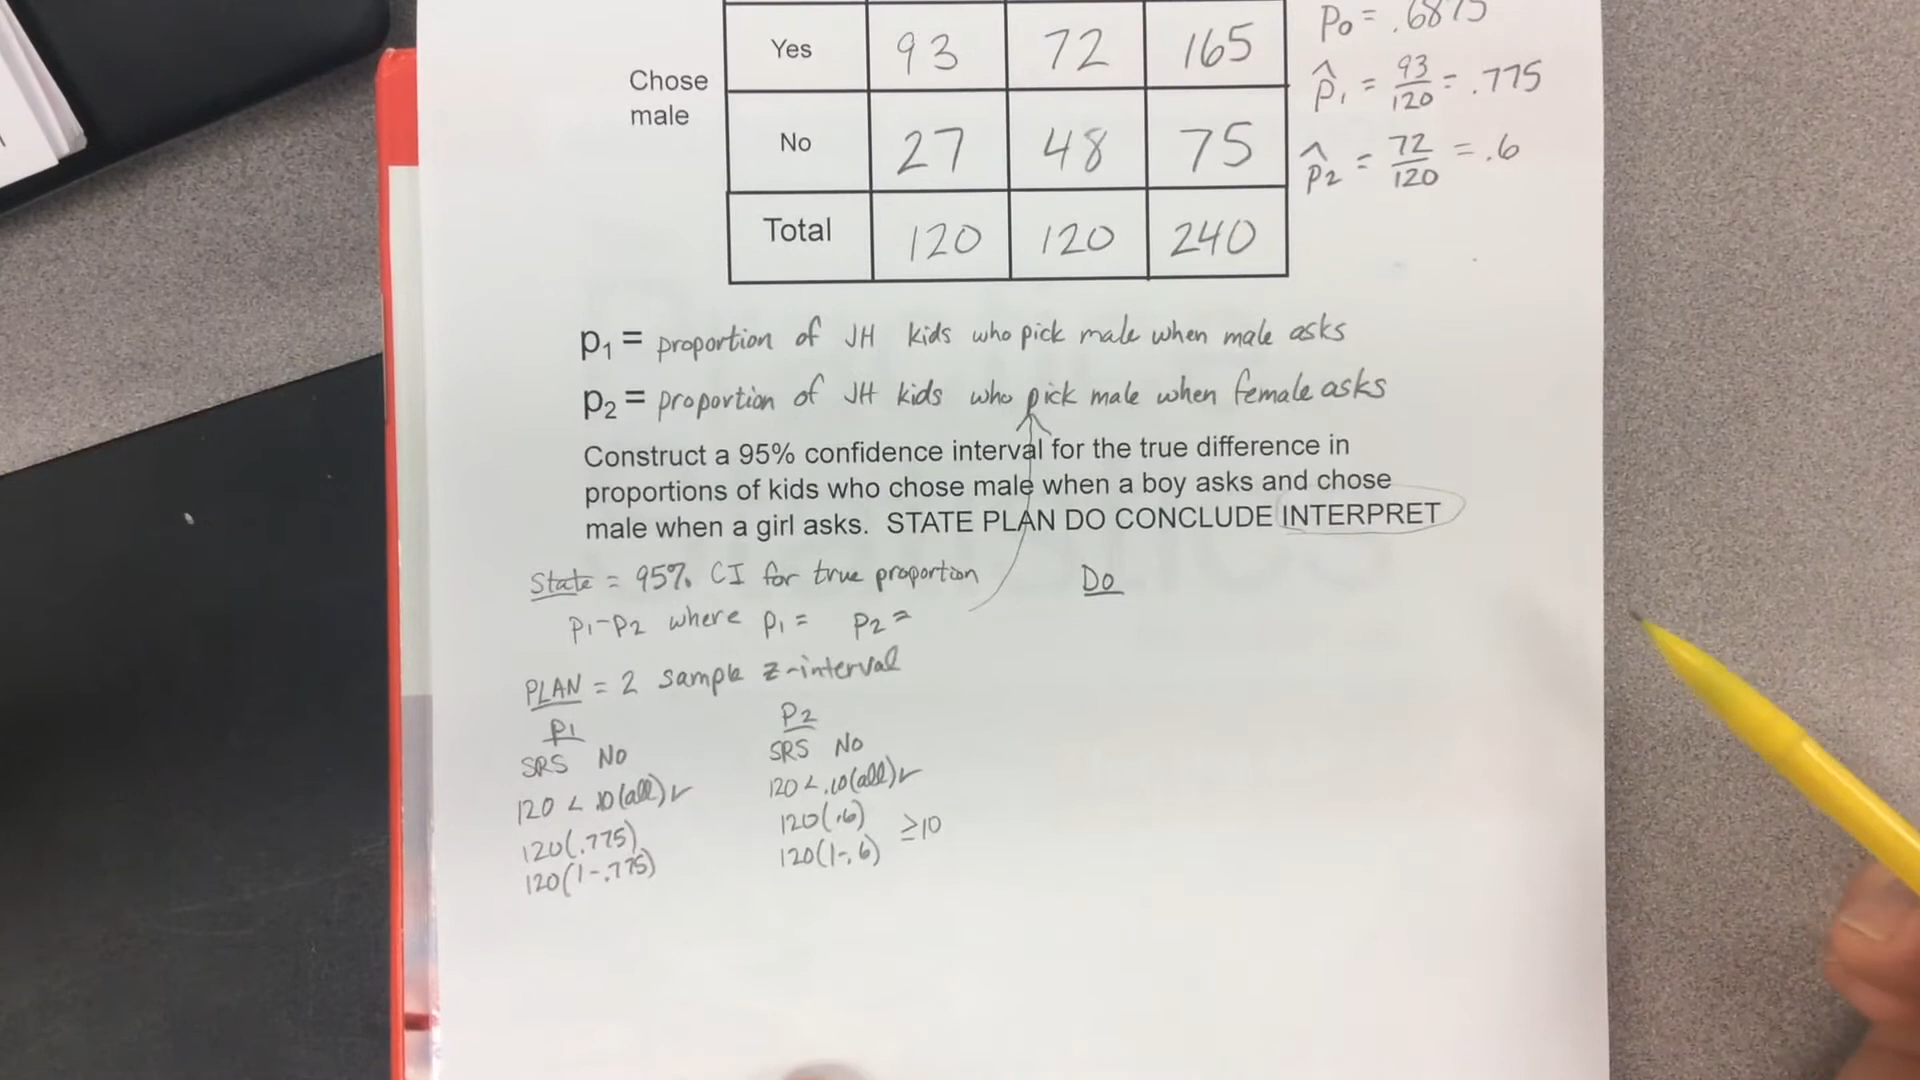 Po = .6875
Yes 93 72 165
p̂1 = 93/120 = .775
Chose
male
No 27 48 75
p̂2 = 72/120 = .6
Total 120 120 240
p1 = proportion of JH kids who pick male when male asks
p2 = proportion of JH kids who pick male when female asks
Construct a 95% confidence interval for the true difference in
proportions of kids who chose male when a boy asks and chose
male when a girl asks. STATE PLAN DO CONCLUDE INTERPRET
State = 95% CI for true proportion
P1-P2 where P1 = P2 =
PLAN = 2 sample z-interval
P1
SRS No
120 < .10(all) ✓
120(.775)
120(1-.775)
P2
SRS No
120 < .10(all) ✓
120(.6)
120(1-.6) ≥10
Do